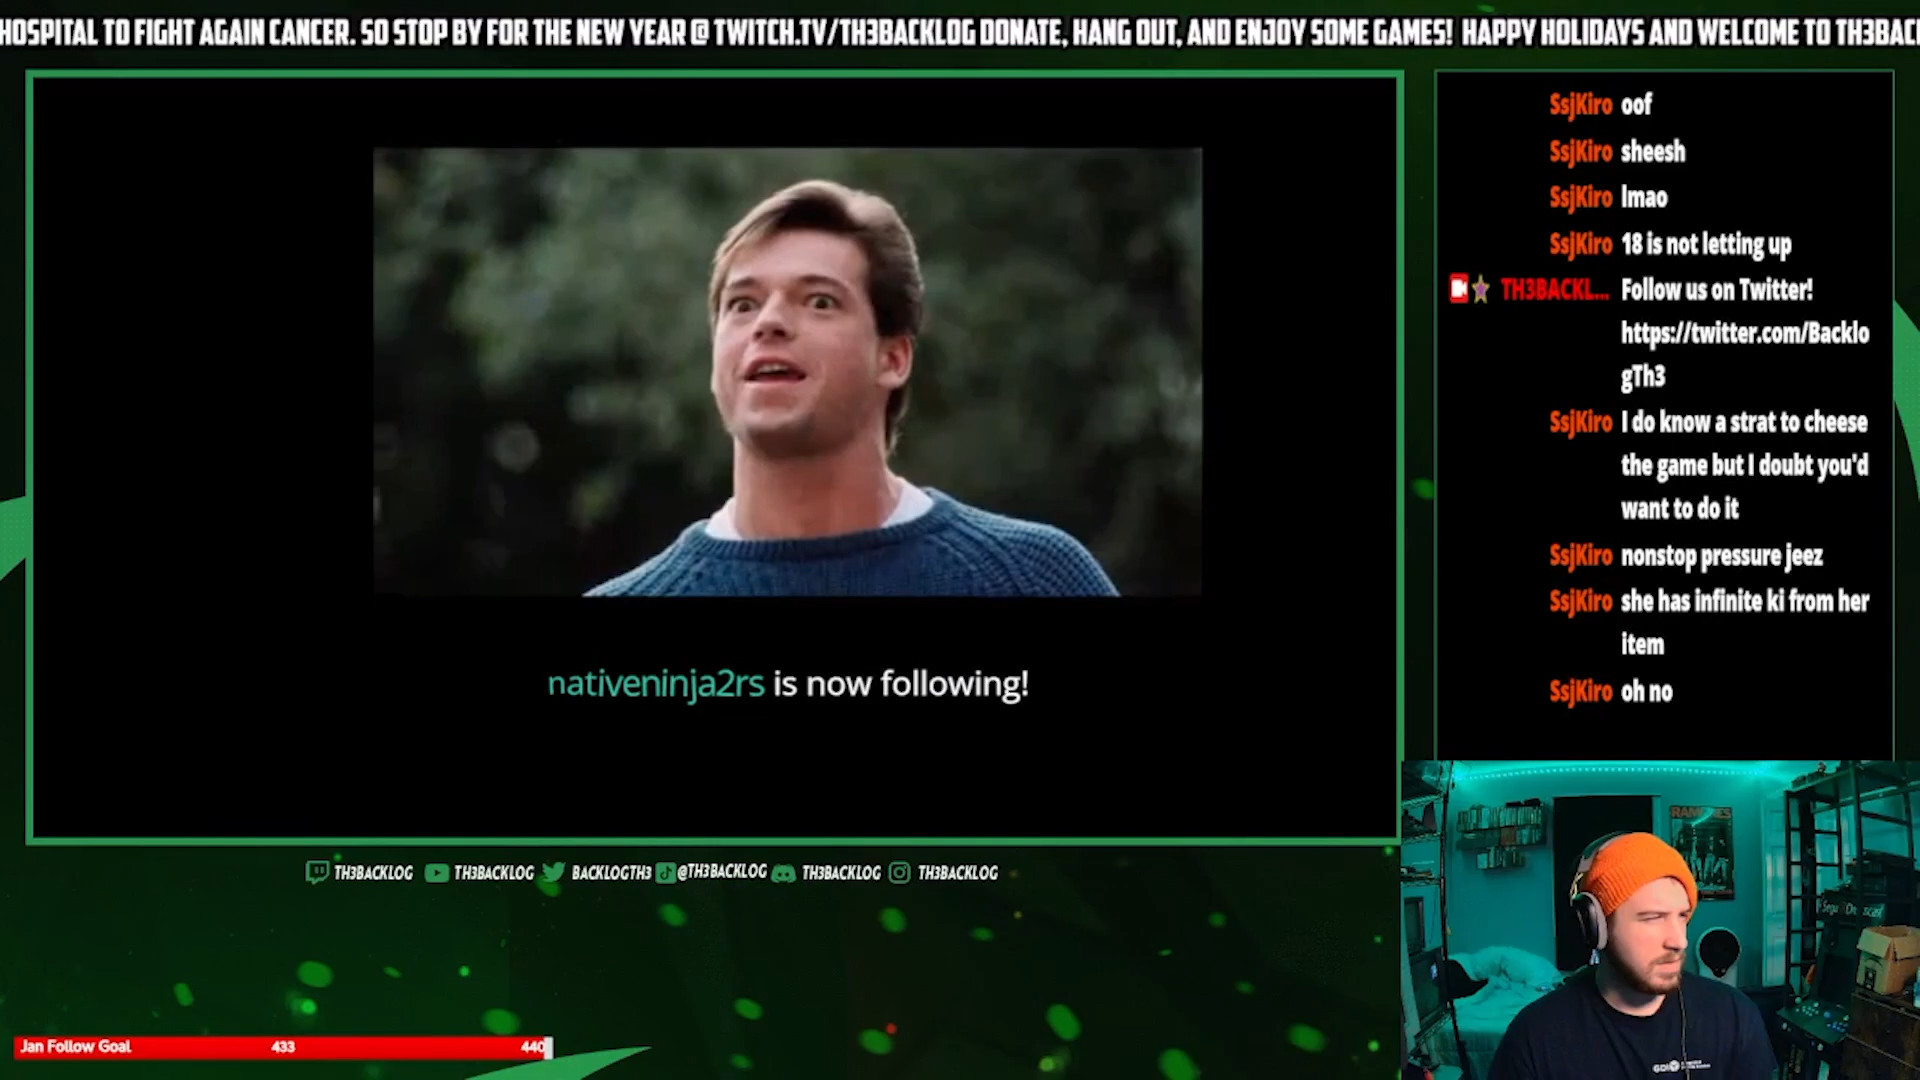 HOSPITAL TO FIGHT AGAIN CANCER. SO STOP BY FOR THE NEW YEAR @ TWITCH.TV/TH3BACKLOG DONATE, HANG OUT, AND ENJOY SOME GAMES! HAPPY HOLIDAYS AND WELCOME TO TH3BACK
SsjKiro oof
SsjKiro sheesh
SsjKiro lmao
SsjKiro 18 is not letting up
TH3BACKL... Follow us on Twitter!
https://twitter.com/Backlo
gTh3
SsjKiro I do know a strat to cheese
the game but I doubt you'd
want to do it
SsjKiro nonstop pressure jeez
SsjKiro she has infinite ki from her
item
SsjKiro oh no
nativeninja2rs is now following!
TH3BACKLOG TH3BACKLOG BACKLOGTH3 @TH3BACKLOG TH3BACKLOG TH3BACKLOG
RAMONES
Jan Follow Goal 433 440